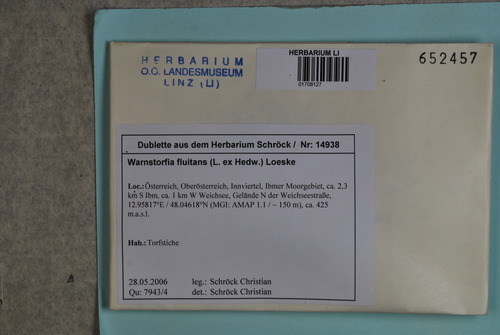 HERBARIUM
O.Ö. LANDESMUSEUM
LINZ (LI)
HERBARIUM LI
01708127
652457
Dublette aus dem Herbarium Schröck / Nr: 14938
Warnstorfia fluitans (L. ex Hedw.) Loeske
Loc.:Österreich, Oberösterreich, Innviertel, Ibmer Moorgebiet, ca. 2,3
km S Ibm, ca. 1 km W Weichsee, Gelände N der Weichseestraße,
12.95817°E / 48.04618°N (MGI: AMAP 1.1 / ~ 150 m), ca. 425
m.a.s.l.
Hab.: Torfstiche
28.05.2006 leg.: Schröck Christian
Qu: 7943/4 det.: Schröck Christian